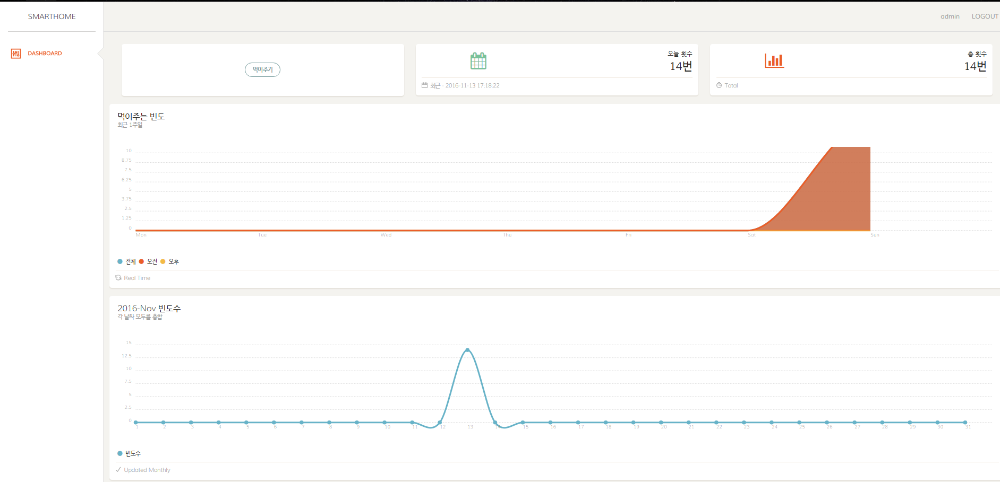 SMARTHOME
admin LOGOUT
DASHBOARD
먹이주기
오늘 횟수
14번
최근 - 2016-11-13 17:18:22
총 횟수
14번
Total
먹이주는 빈도
최근 1주일
10
8.75
7.5
6.25
5
3.75
2.5
1.25
0
Mon Tue Wed Thu Fri Sat Sun
전체 오전 오후
Real Time
2016-Nov 빈도수
각 날짜 모두를 총합
15
12.5
10
7.5
5
2.5
0
1 2 3 4 5 6 7 8 9 10 11 12 13 14 15 16 17 18 19 20 21 22 23 24 25 26 27 28 29 30 31
빈도수
Updated Monthly